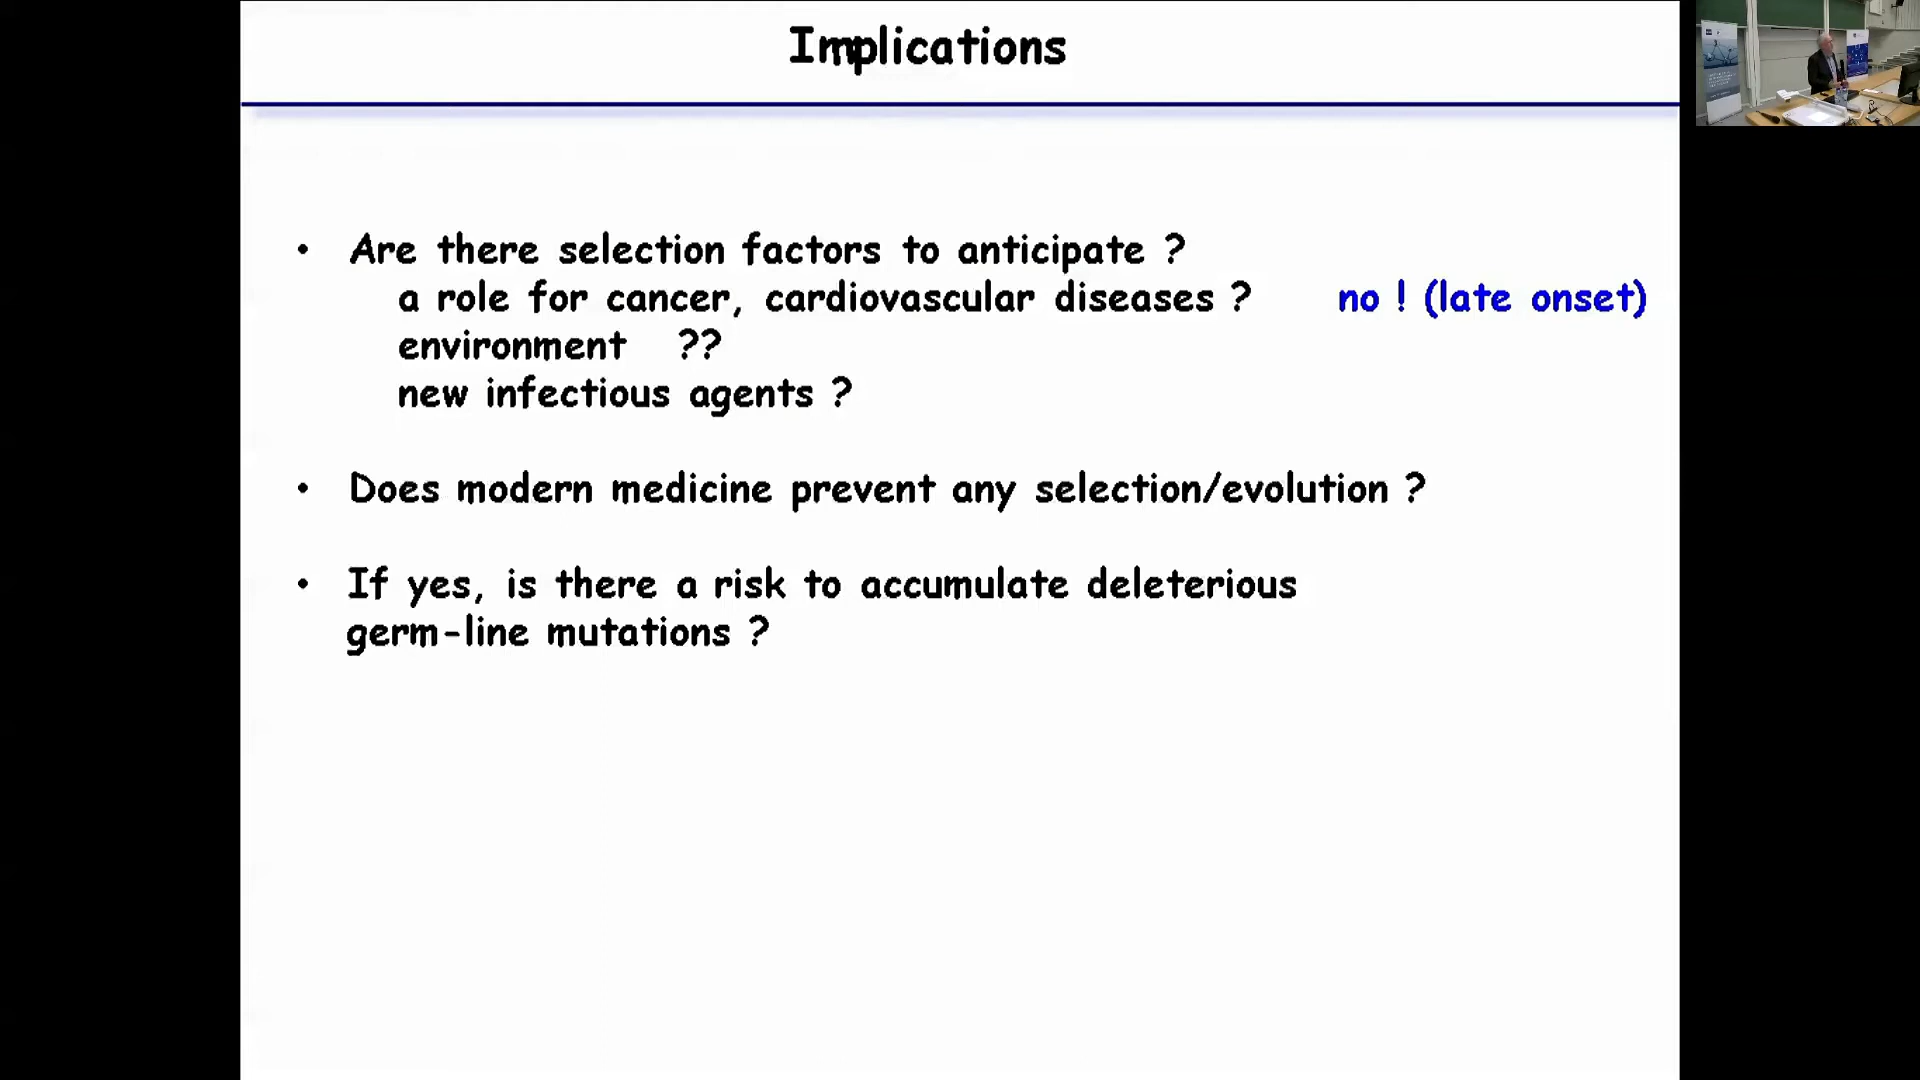 Implications
• Are there selection factors to anticipate ?
a role for cancer, cardiovascular diseases ? no ! (late onset)
environment ??
new infectious agents ?
• Does modern medicine prevent any selection/evolution ?
• If yes, is there a risk to accumulate deleterious
germ-line mutations ?